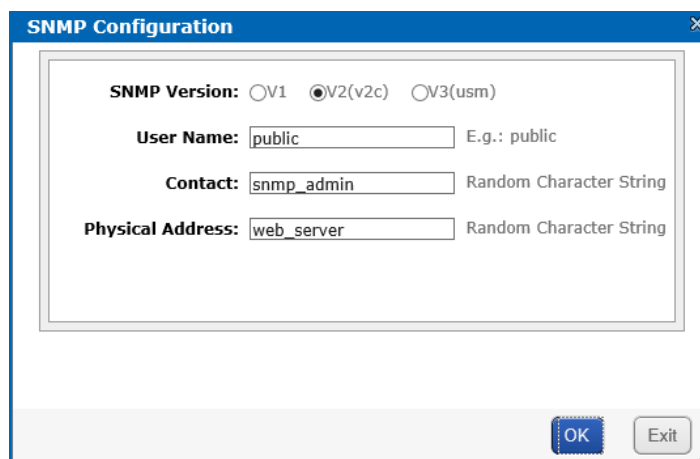 SNMP Configuration
SNMP Version: V1 V2(v2c) V3(usm)
User Name: public E.g.: public
Contact: snmp_admin Random Character String
Physical Address: web_server Random Character String
OK Exit